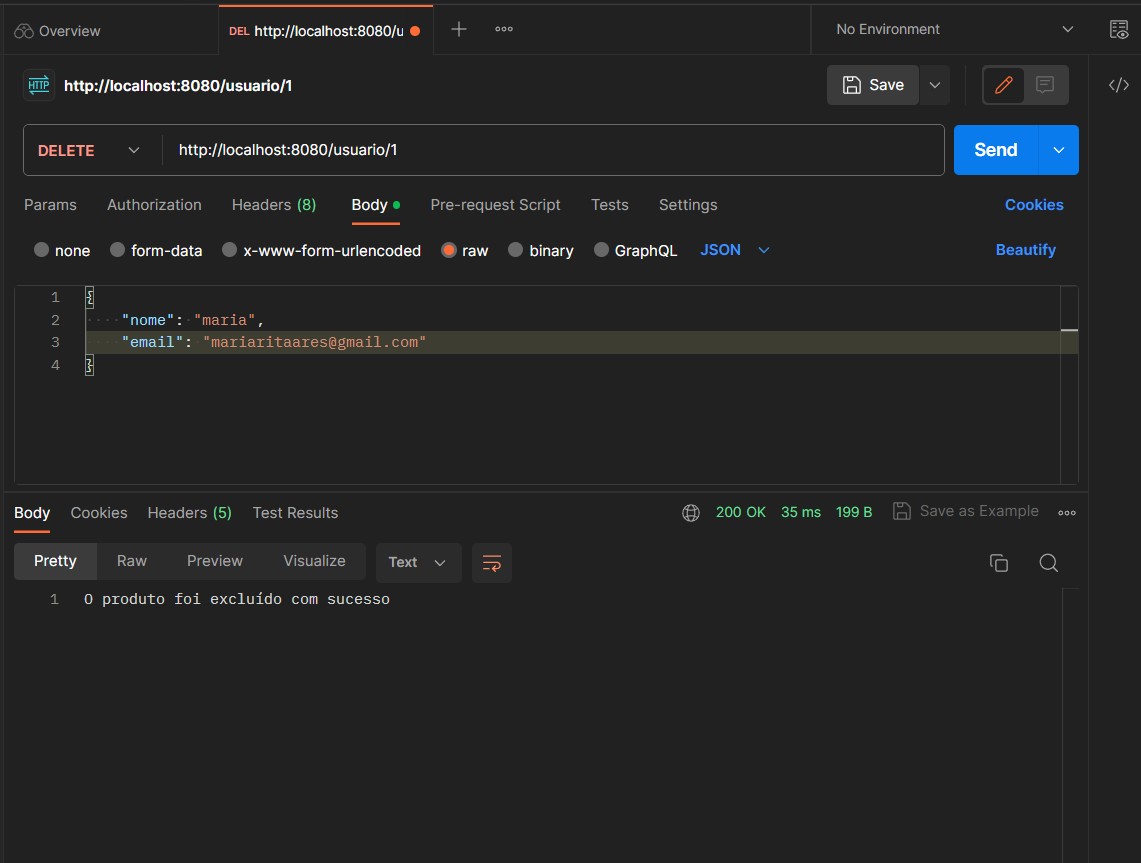 Overview
DEL http://localhost:8080/u
No Environment
HTTP http://localhost:8080/usuario/1
Save
DELETE http://localhost:8080/usuario/1
Send
Params Authorization Headers (8) Body Pre-request Script Tests Settings Cookies
none form-data x-www-form-urlencoded raw binary GraphQL JSON Beautify
1 {
2 "nome": "maria",
3 "email": "mariaritaares@gmail.com"
4 }
Body Cookies Headers (5) Test Results 200 OK 35 ms 199 B Save as Example
Pretty Raw Preview Visualize Text
1 O produto foi excluído com sucesso